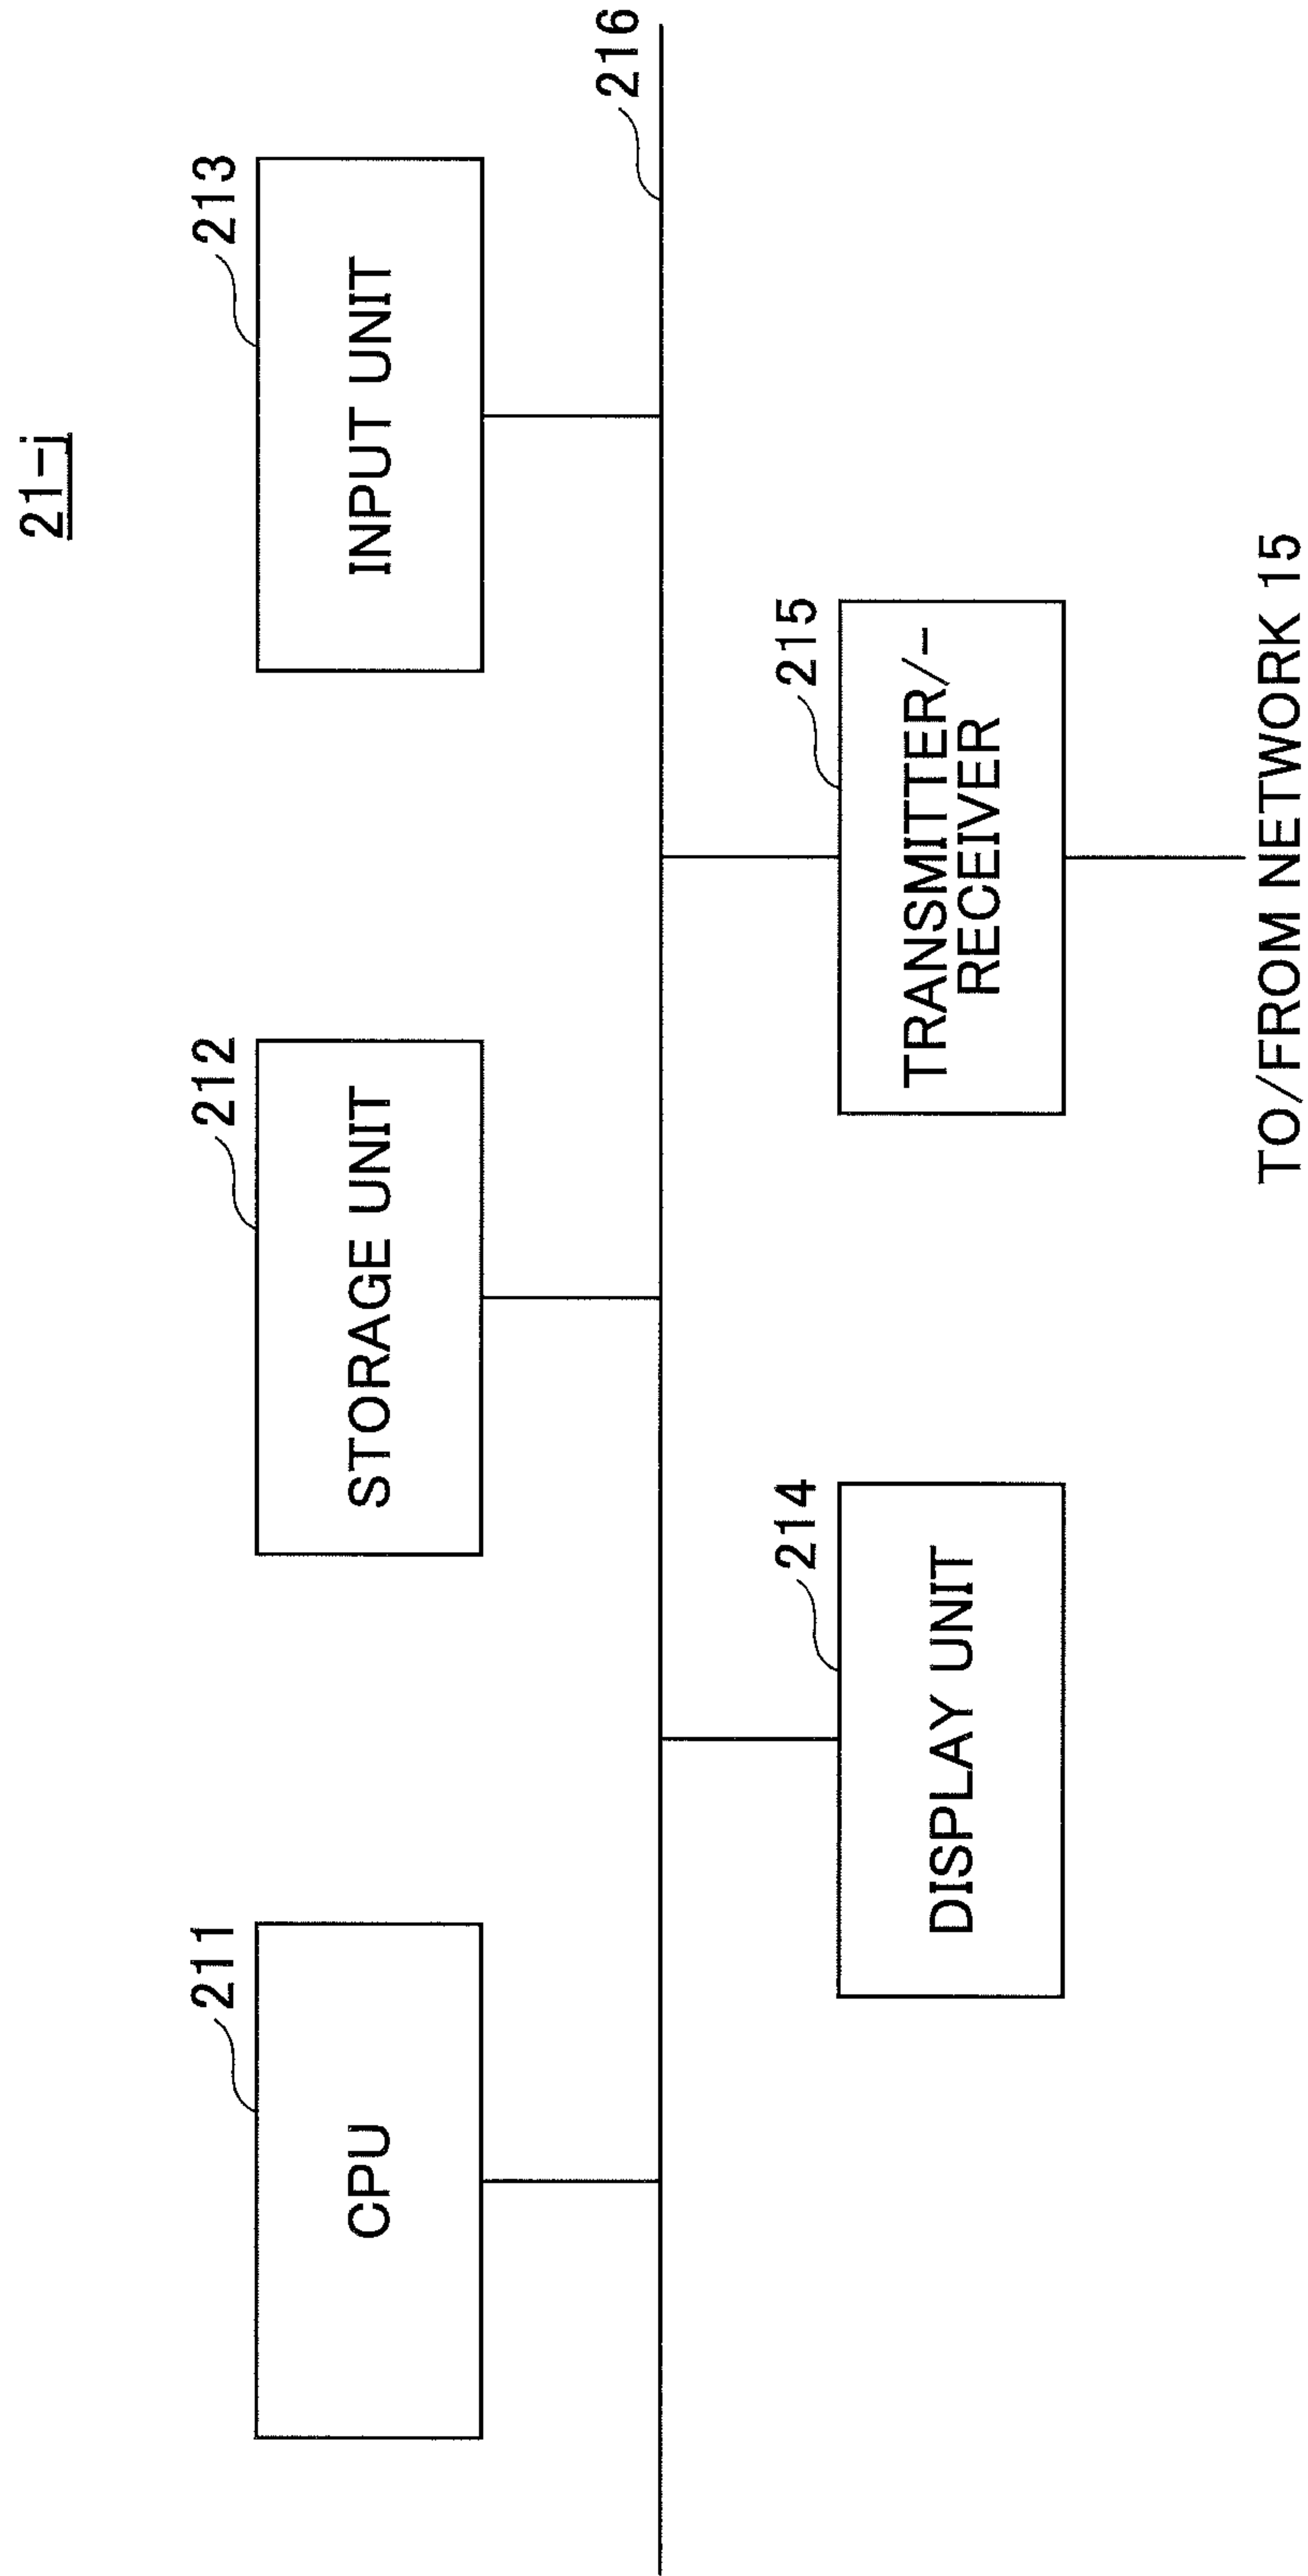 21-j
211
212
213
CPU
STORAGE UNIT
INPUT UNIT
216
214
215
DISPLAY UNIT
TRANSMITTER/-
RECEIVER
TO/FROM NETWORK 15